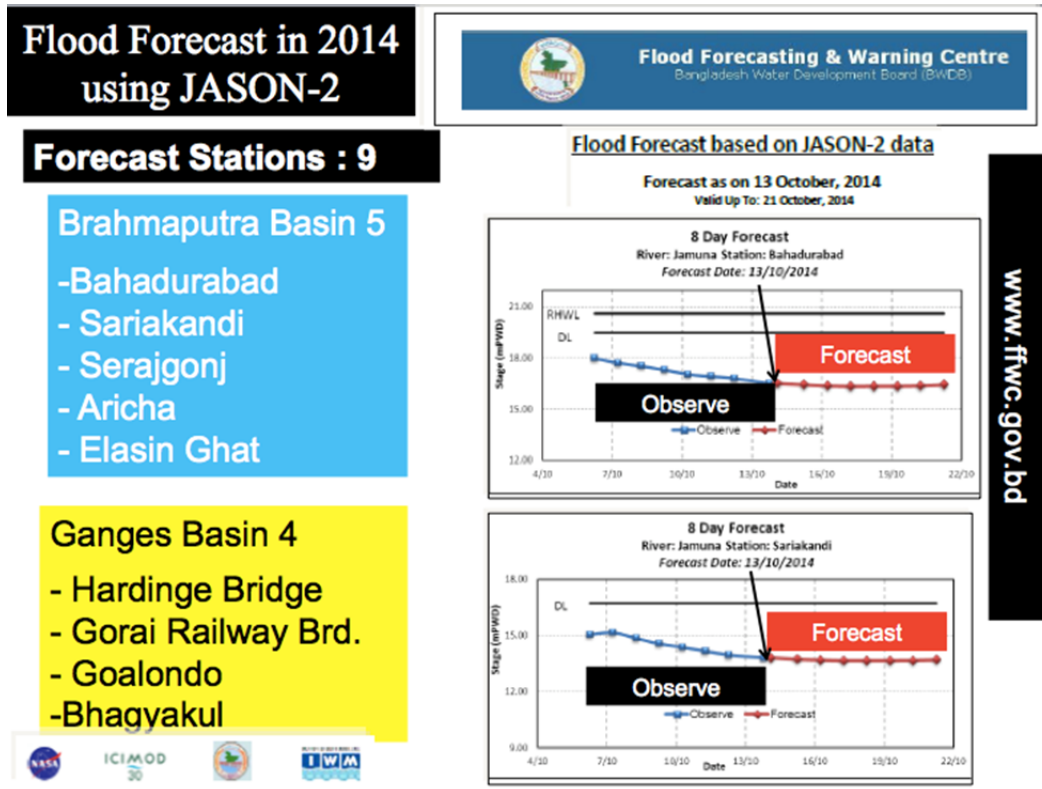 Flood Forecast in 2014
using JASON-2
Forecast Stations : 9
Brahmaputra Basin 5
-Bahadurabad
- Sariakandi
- Serajgonj
- Aricha
- Elasin Ghat
Ganges Basin 4
- Hardinge Bridge
- Gorai Railway Brd.
- Goalondo
-Bhagyakul
NASA
ICIMOD
30
IWM
Flood Forecasting & Warning Centre
Bangladesh Water Development Board (BWDB)
Flood Forecast based on JASON-2 data
Forecast as on 13 October, 2014
Valid Up To: 21 October, 2014
8 Day Forecast
River: Jamuna Station: Bahadurabad
Forecast Date: 13/10/2014
Stage (mPWD)
21.00
18.00
15.00
12.00
RHWL
DL
Forecast
Observe
Observe Forecast
4/10 7/10 10/10 13/10 16/10 19/10 22/10
Date
8 Day Forecast
River: Jamuna Station: Sariakandi
Forecast Date: 13/10/2014
Stage (mPWD)
18.00
15.00
12.00
9.00
DL
Forecast
Observe
Observe Forecast
4/10 7/10 10/10 13/10 16/10 19/10 22/10
Date
www.ffwc.gov.bd